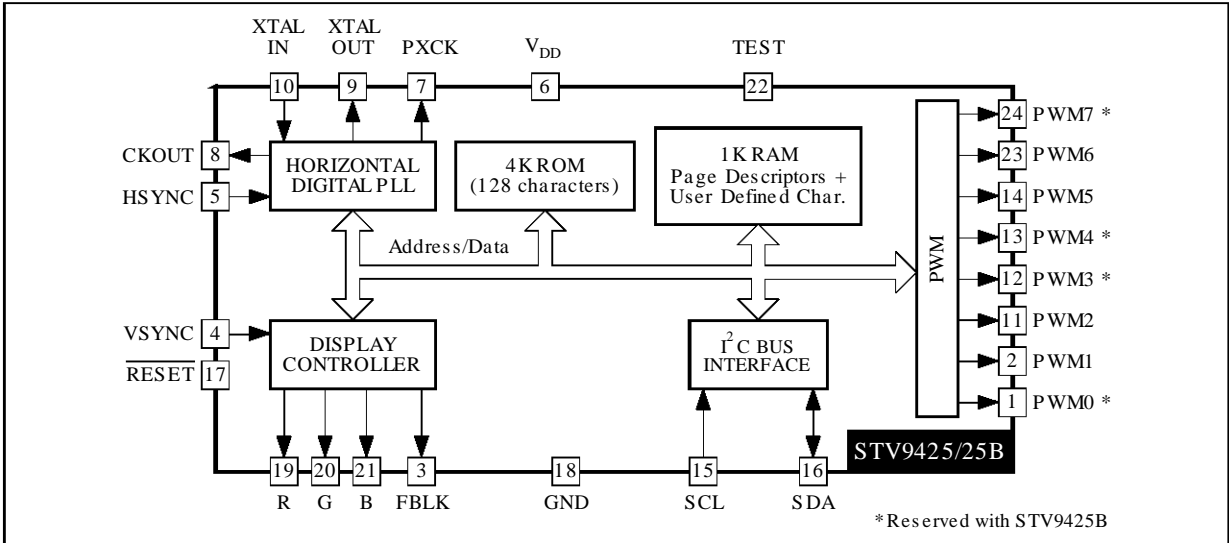 XTAL IN
XTAL OUT
PXCK
VDD
TEST
10
9
7
6
22
CKOUT
8
HSYNC
5
HORIZONTAL
DIGITAL PLL
4K ROM
(128 characters)
1K RAM
Page Descriptors +
User Defined Char.
Address/Data
PWM
24
PWM7 *
23
PWM6
14
PWM5
13
PWM4 *
12
PWM3 *
11
PWM2
2
PWM1
1
PWM0 *
VSYNC
4
RESET
17
DISPLAY
CONTROLLER
I²C BUS
INTERFACE
STV9425/25B
19
20
21
3
18
15
16
R
G
B
FBLK
GND
SCL
SDA
* Reserved with STV9425B